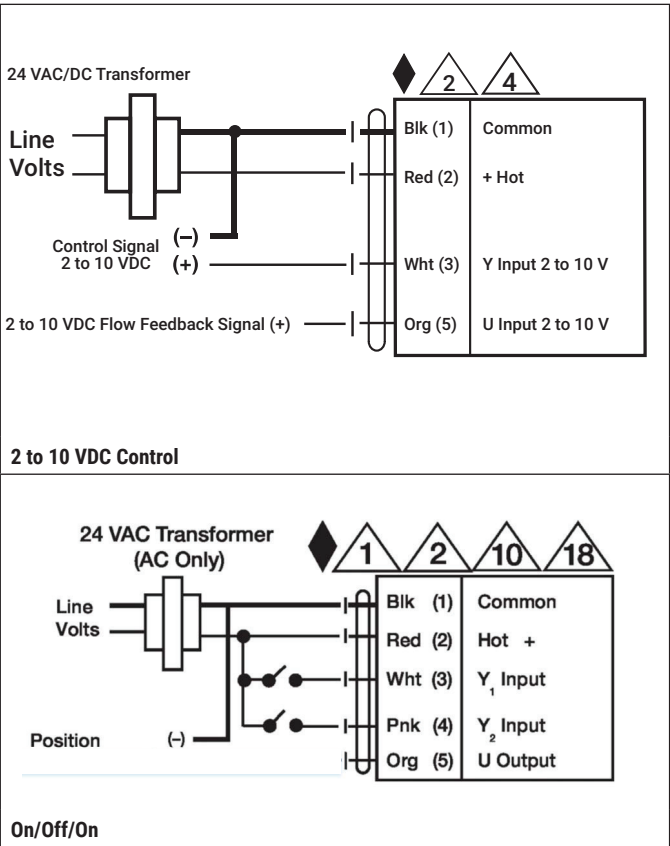 24 VAC/DC Transformer
2 4
Line
Volts
Blk (1) Common
Red (2) + Hot
Control Signal (–)
2 to 10 VDC (+)
Wht (3) Y Input 2 to 10 V
2 to 10 VDC Flow Feedback Signal (+)
Org (5) U Input 2 to 10 V
2 to 10 VDC Control
24 VAC Transformer
(AC Only)
1 2 10 18
Line
Volts
Blk (1) Common
Red (2) Hot +
Wht (3) Y1 Input
Pnk (4) Y2 Input
Position (–)
Org (5) U Output
On/Off/On